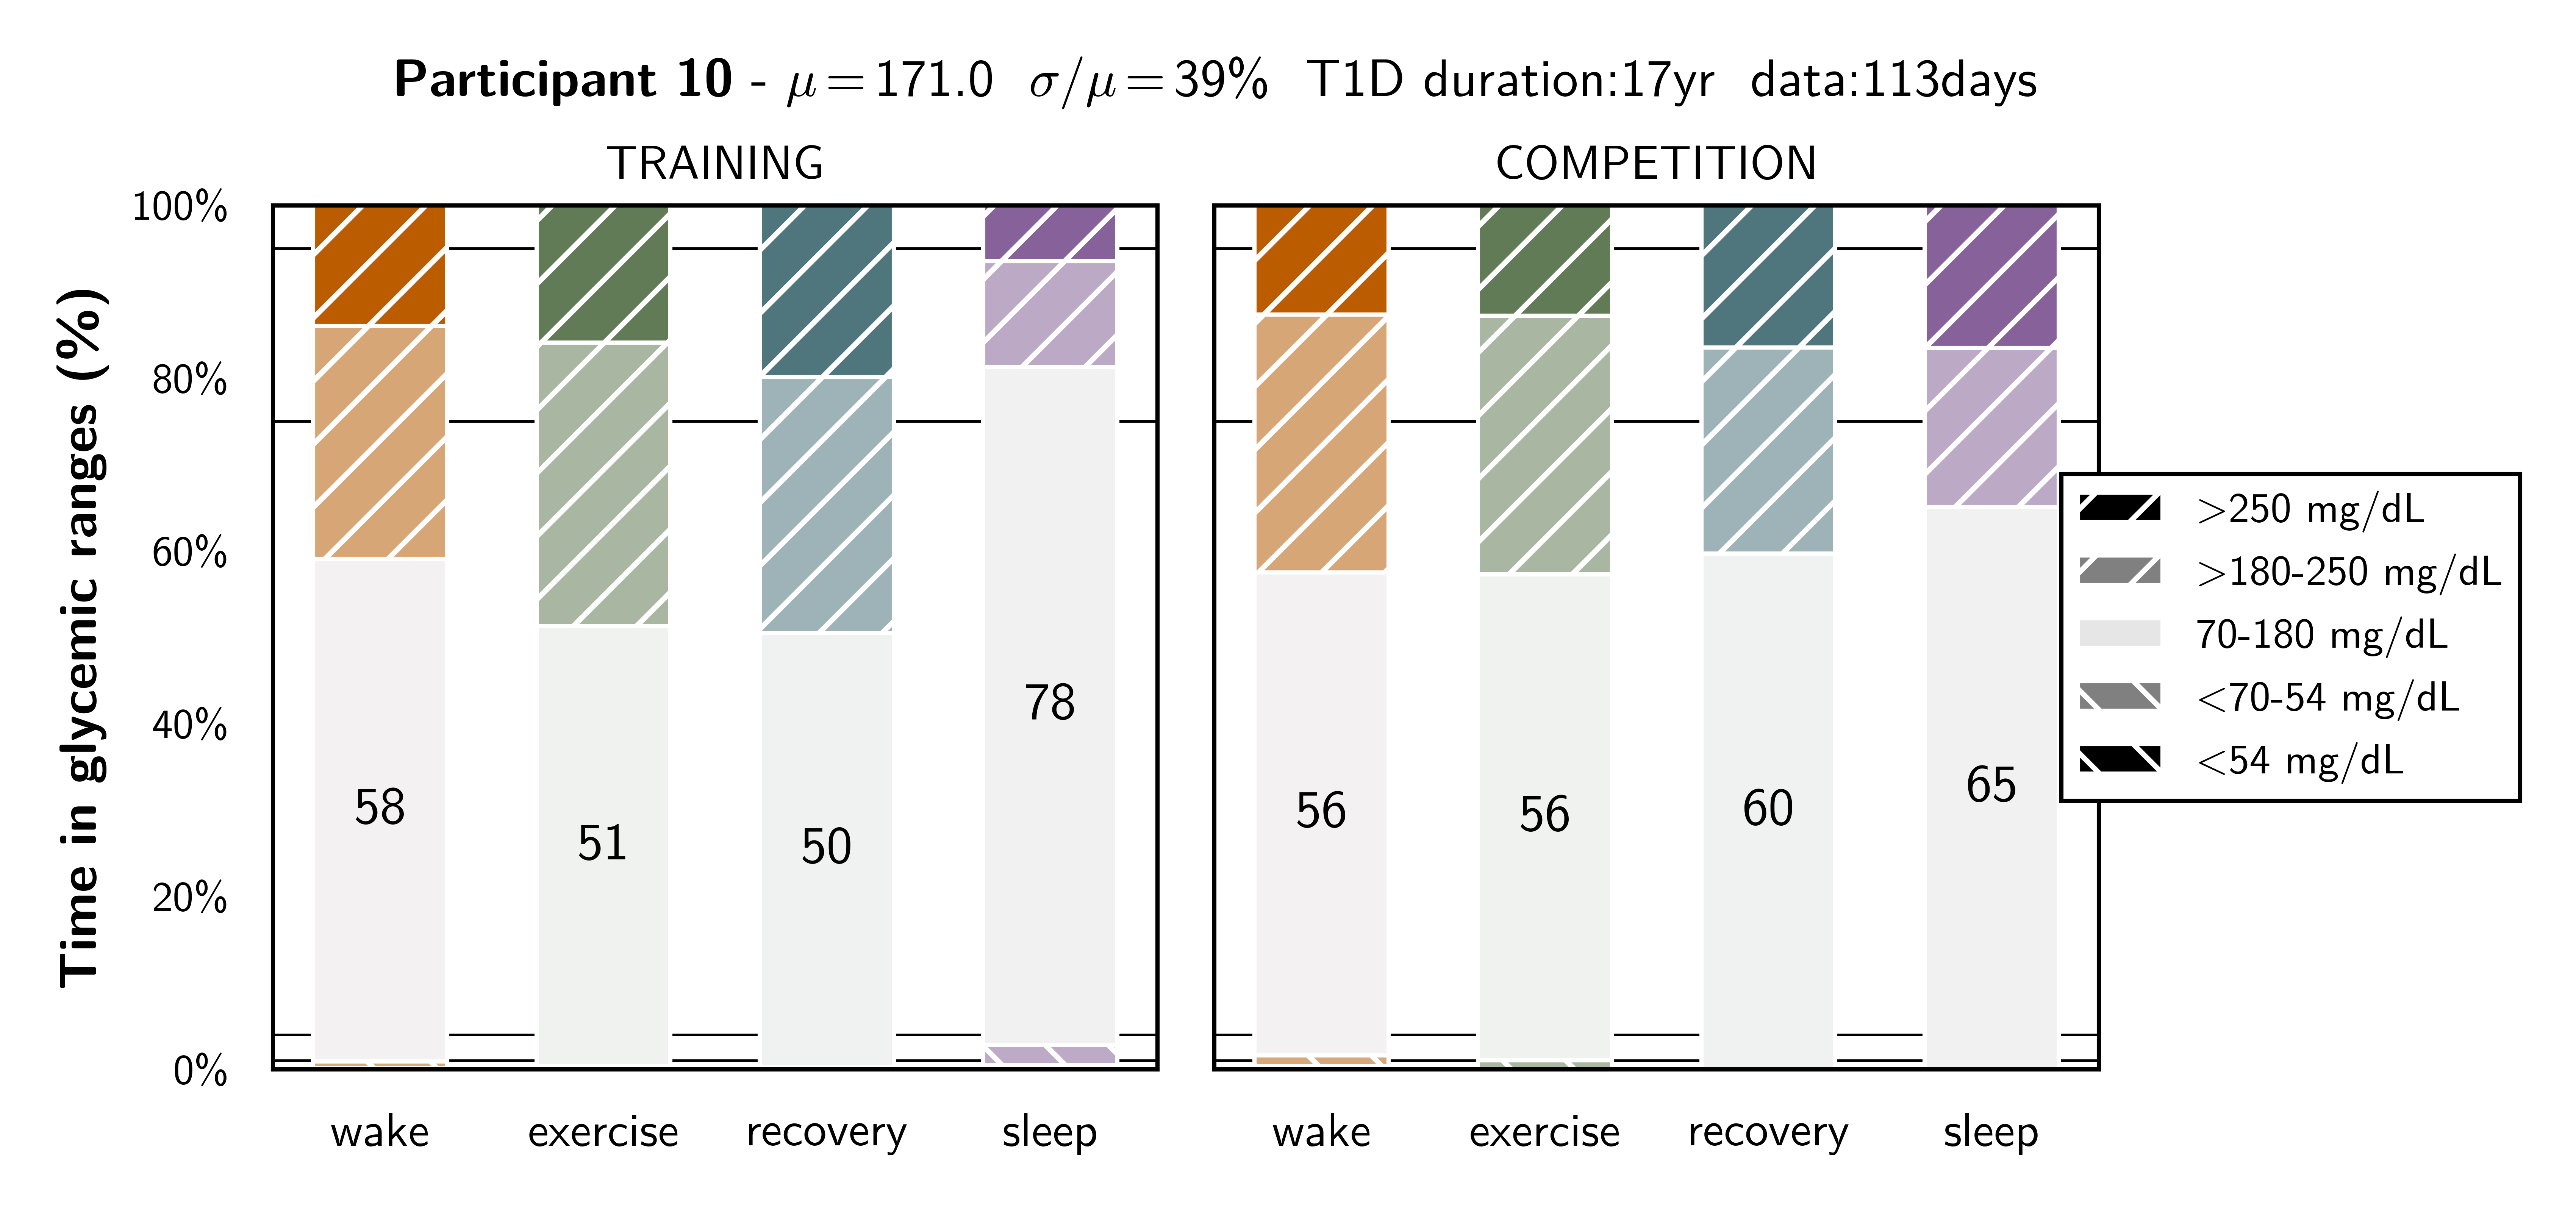 Participant 10 - μ=171.0 σ/μ=39% T1D duration:17yr data:113days
TRAINING
COMPETITION
Time in glycemic ranges (%)
100%
80%
60%
40%
20%
0%
58
51
50
78
56
56
60
65
wake exercise recovery sleep
wake exercise recovery sleep
>250 mg/dL
>180-250 mg/dL
70-180 mg/dL
<70-54 mg/dL
<54 mg/dL